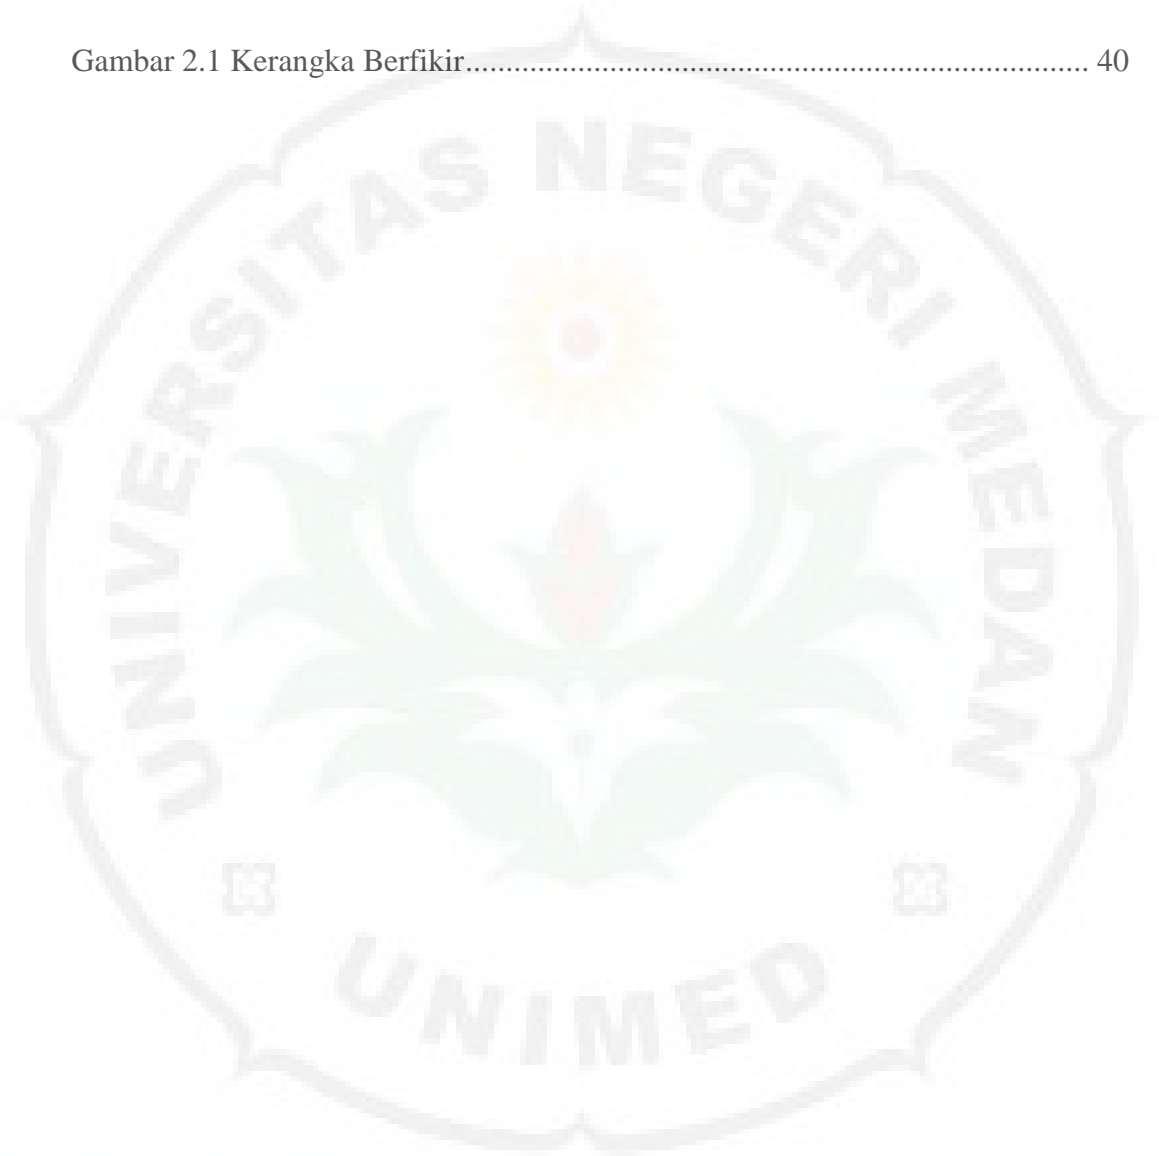 Gambar 2.1 Kerangka Berfikir........................................................................... 40
UNIVERSITAS NEGERI MEDAN
UNIMED